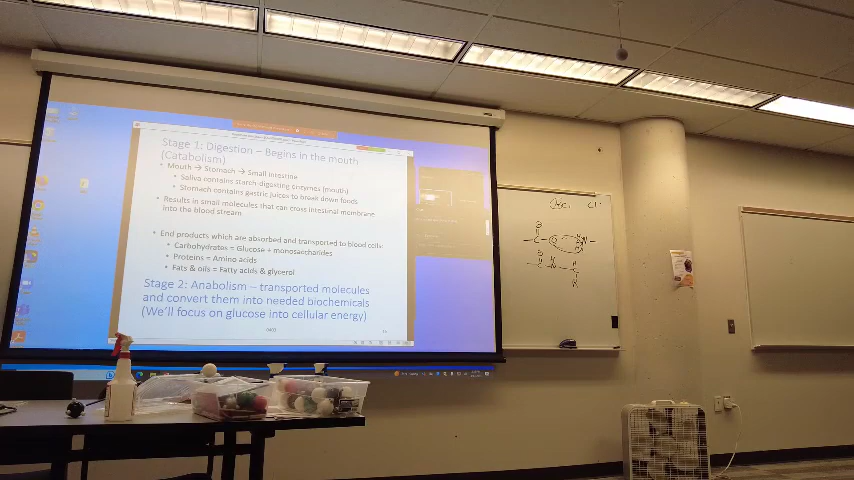 Stage 1: Digestion – Begins in the mouth
(Catabolism)
• Mouth → Stomach → Small intestine
• Saliva contains starch digesting enzymes (mouth)
• Stomach contains gastric juices to break down foods
• Results in small molecules that can cross intestinal membrane
into the blood stream
• End products which are absorbed and transported to blood cells:
• Carbohydrates = Glucose + monosaccharides
• Proteins = Amino acids
• Fats & oils = Fatty acids & glycerol
Stage 2: Anabolism – transported molecules
and convert them into needed biochemicals
(We'll focus on glucose into cellular energy)